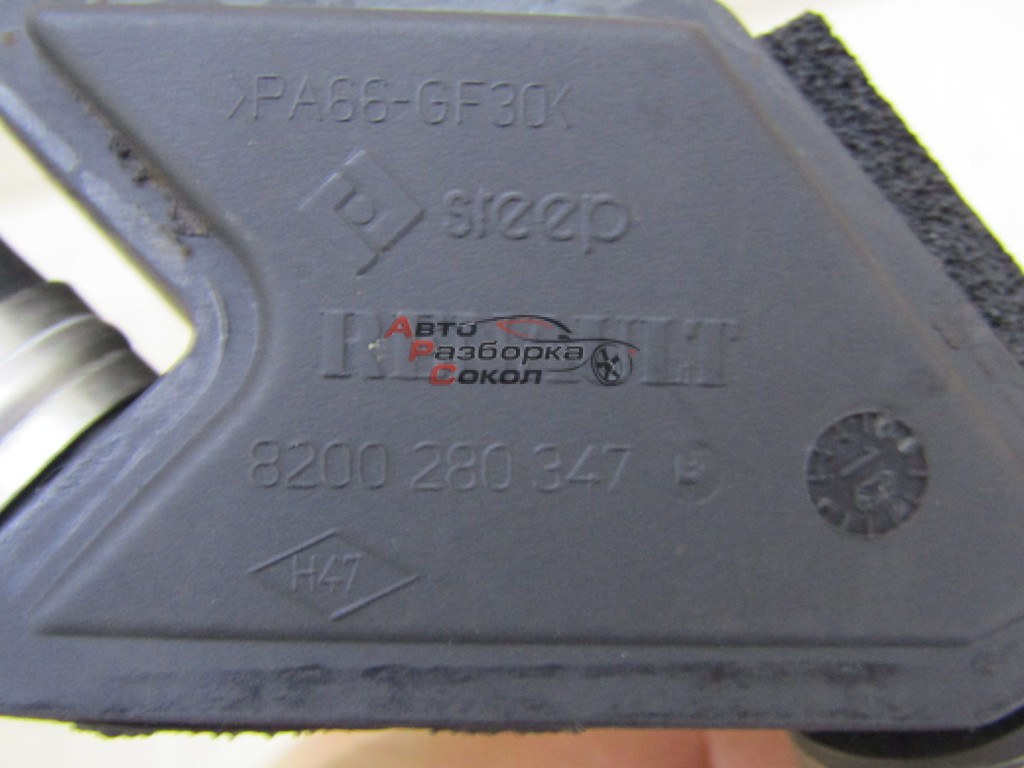 >PA66-GF30<
steep
RENAULT
Авто
Разборка
Сокол
8200 280 347
H47